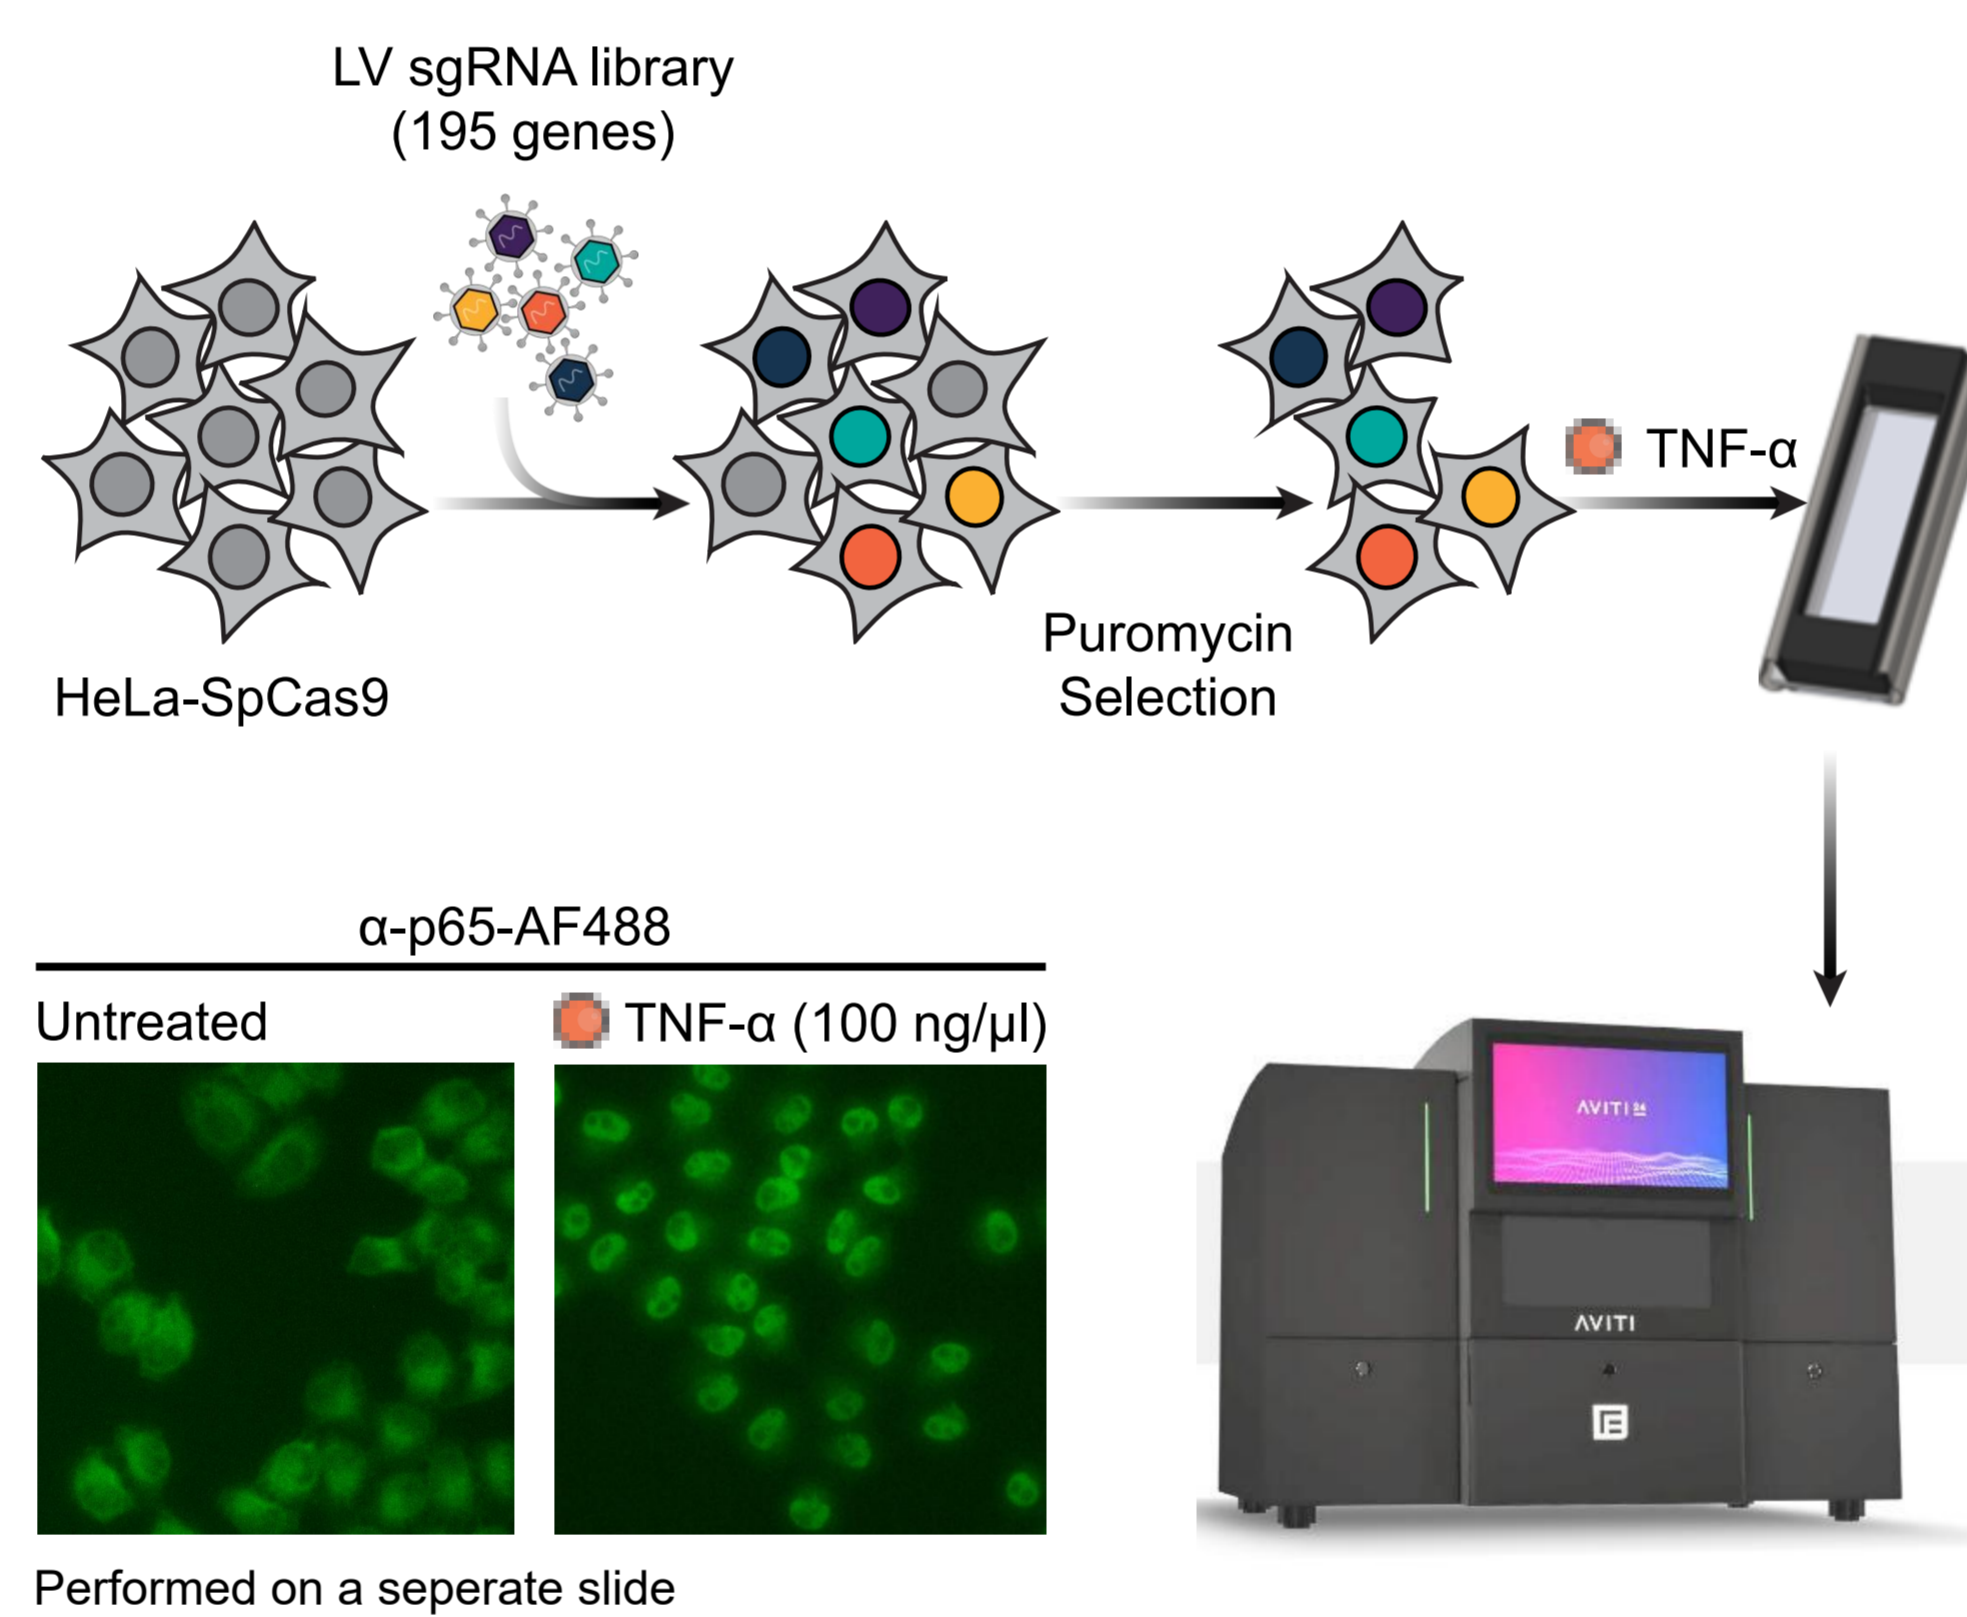 LV sgRNA library
(195 genes)
HeLa-SpCas9
Puromycin
Selection
TNF-α
α-p65-AF488
Untreated
TNF-α (100 ng/µl)
Performed on a seperate slide
AVITI 24
AVITI